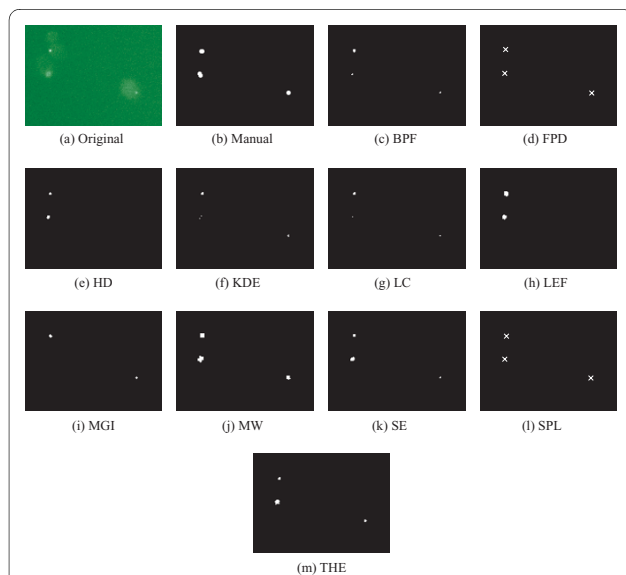 (a) Original
(b) Manual
(c) BPF
(d) FPD
(e) HD
(f) KDE
(g) LC
(h) LEF
(i) MGI
(j) MW
(k) SE
(l) SPL
(m) THE